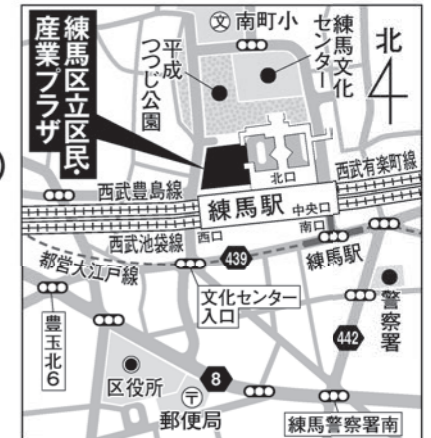 文 南町小
練馬文化
センター
平成
つつじ公園
北
4
練馬区立区民・
産業プラザ
北口
西武有楽町線
西武豊島線
練馬駅
中央口
南口
西口
西武池袋線
439
練馬駅
都営大江戸線
文化センター
入口
警察署
豊玉北6
442
区役所
8
〒
郵便局
練馬警察署南